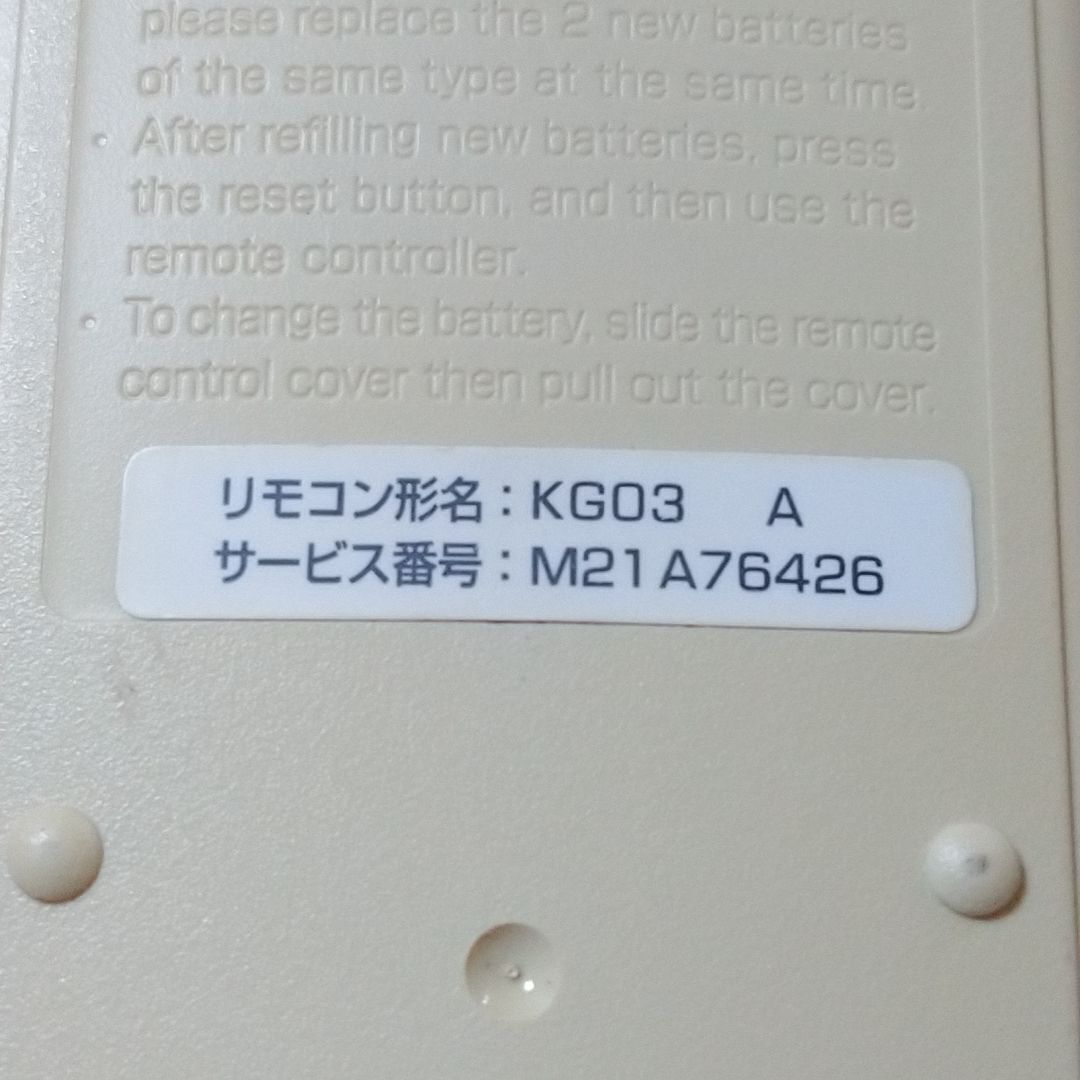 please replace the 2 new batteries
of the same type at the same time.
• After refilling new batteries, press
the reset button, and then use the
remote controller.
• To change the battery, slide the remote
control cover then pull out the cover.
リモコン形名：KG03 A
サービス番号：M21A76426